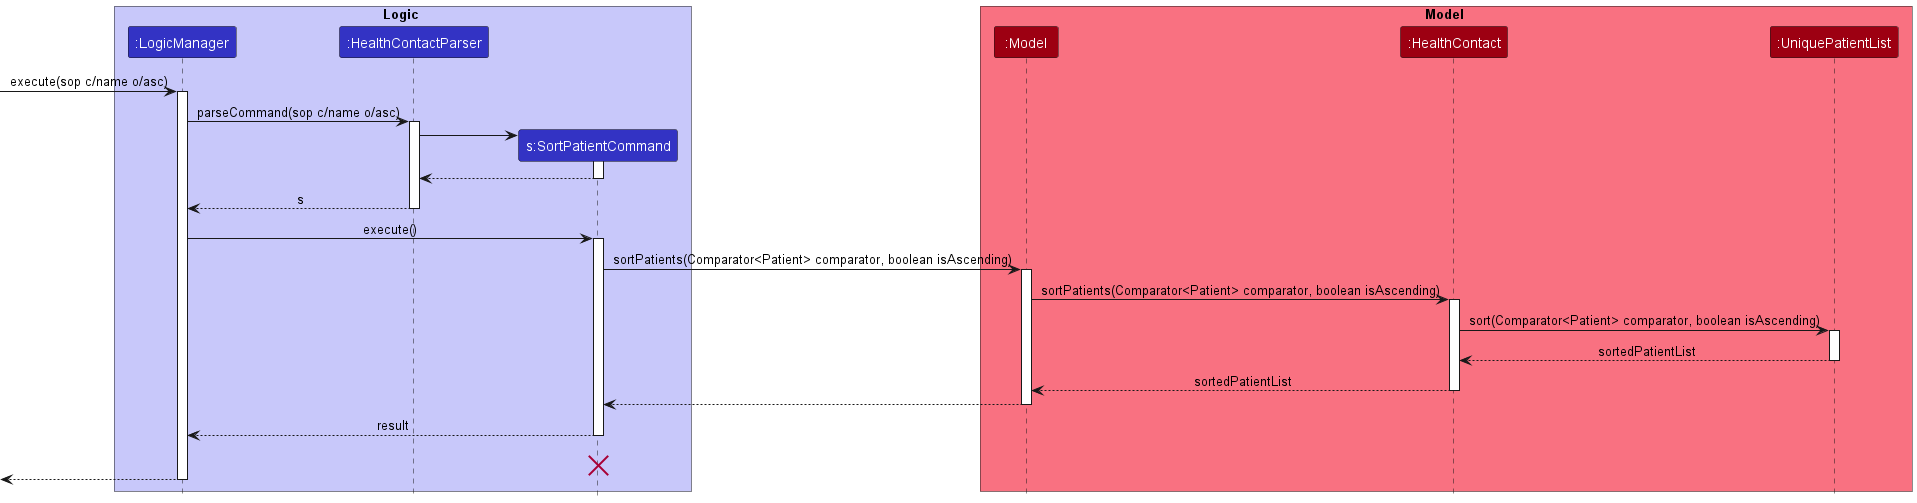 Logic
Model
:LogicManager
:HealthContactParser
:Model
:HealthContact
:UniquePatientList
execute(sop c/name o/asc)
parseCommand(sop c/name o/asc)
s:SortPatientCommand
s
execute()
sortPatients(Comparator<Patient> comparator, boolean isAscending)
sortPatients(Comparator<Patient> comparator, boolean isAscending)
sort(Comparator<Patient> comparator, boolean isAscending)
sortedPatientList
sortedPatientList
result